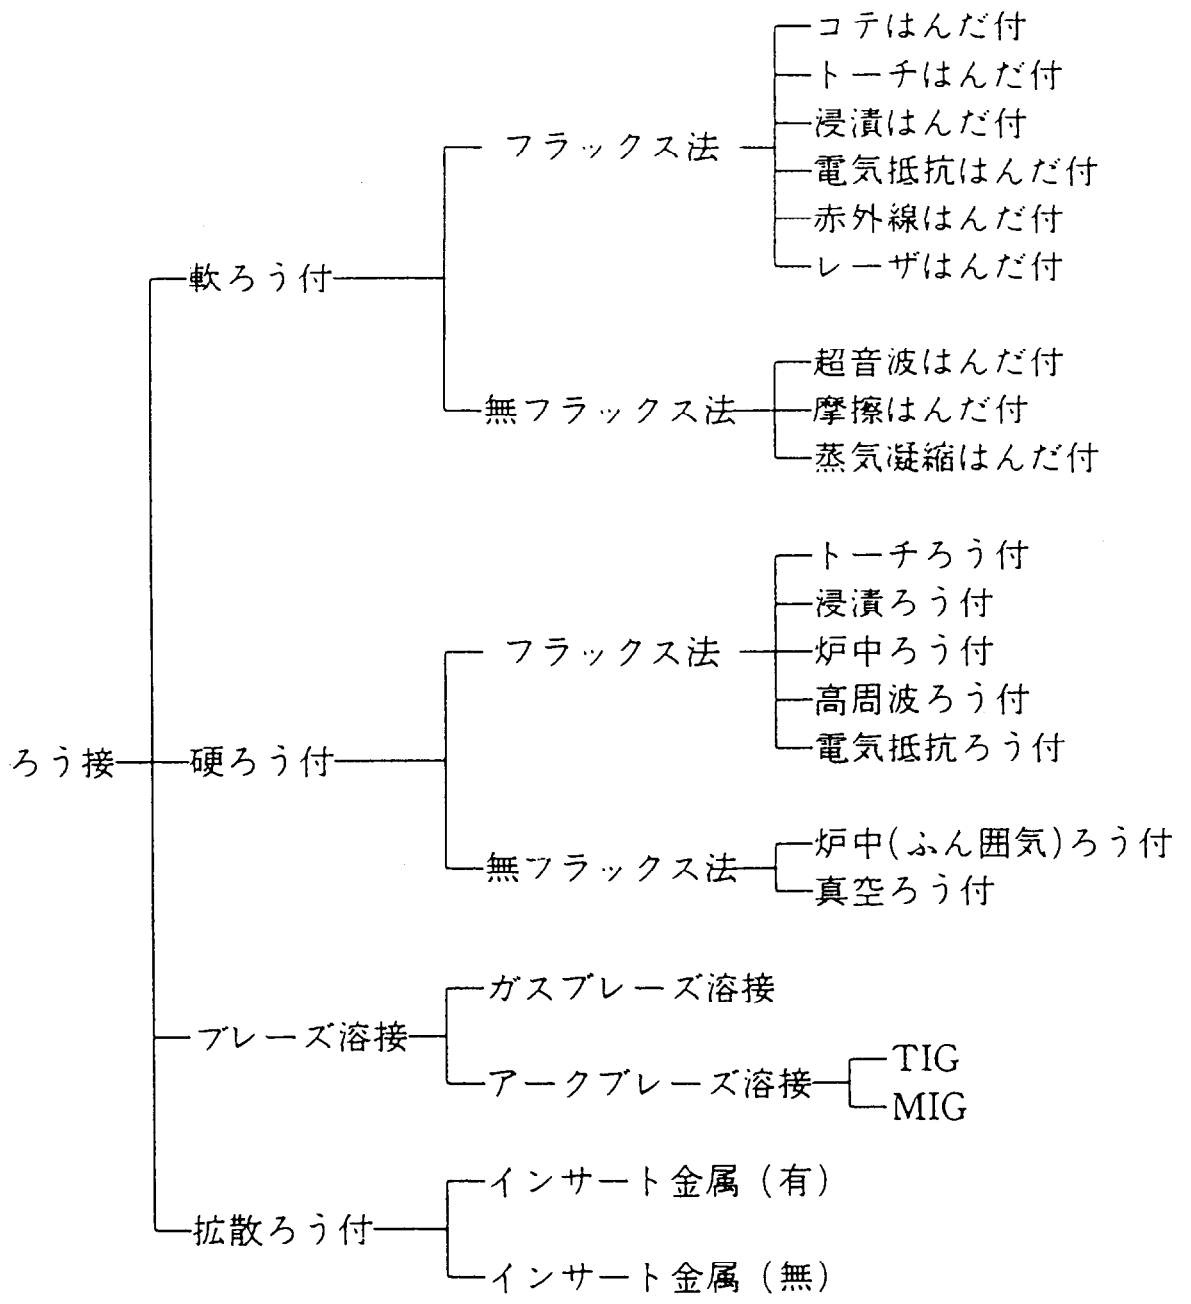 ろう接
軟ろう付
フラックス法
コテはんだ付
トーチはんだ付
浸漬はんだ付
電気抵抗はんだ付
赤外線はんだ付
レーザはんだ付
無フラックス法
超音波はんだ付
摩擦はんだ付
蒸気凝縮はんだ付
硬ろう付
フラックス法
トーチろう付
浸漬ろう付
炉中ろう付
高周波ろう付
電気抵抗ろう付
無フラックス法
炉中(ふん囲気)ろう付
真空ろう付
ブレーズ溶接
ガスブレーズ溶接
アークブレーズ溶接
TIG
MIG
拡散ろう付
インサート金属 (有)
インサート金属 (無)